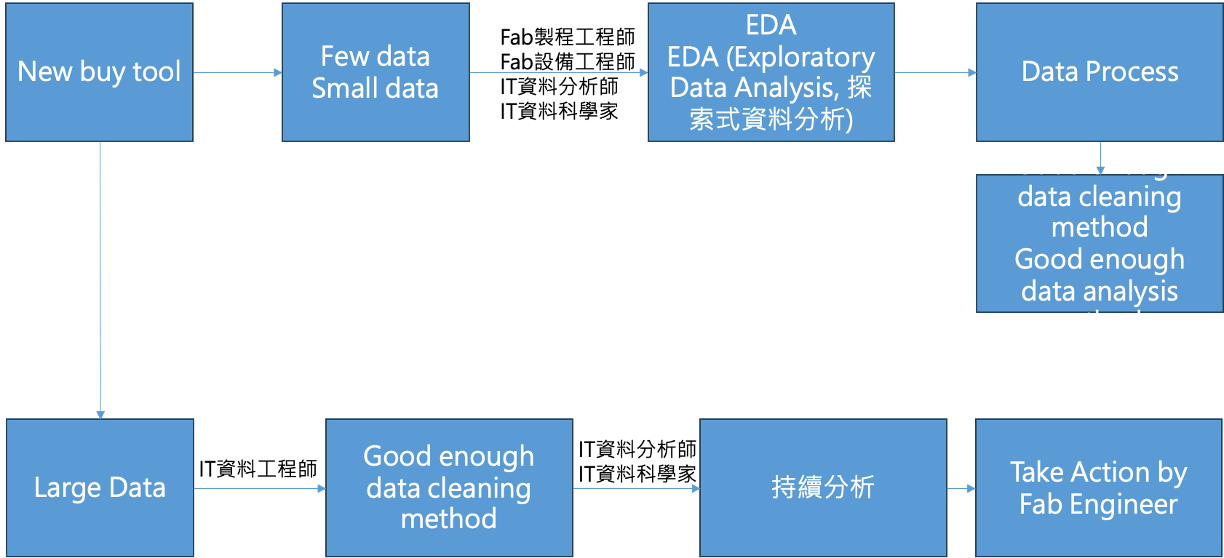 New buy tool
Few data
Small data
Fab製程工程師
Fab設備工程師
IT資料分析師
IT資料科學家
EDA
EDA (Exploratory
Data Analysis, 探
索式資料分析)
Data Process
data cleaning
method
Good enough
data analysis
Large Data
IT資料工程師
Good enough
data cleaning
method
IT資料分析師
IT資料科學家
持續分析
Take Action by
Fab Engineer